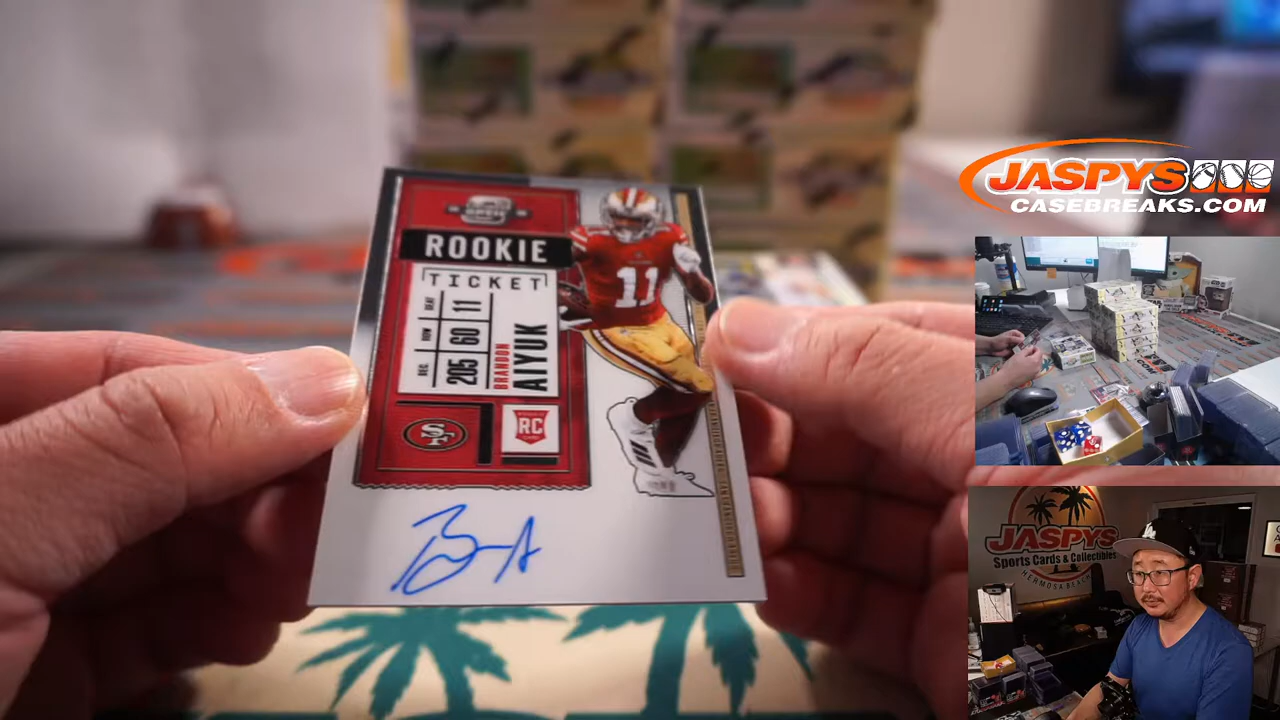 ROOKIE
TICKET
SEAT
11
ROW
60
SEC.
205
BRANDON
AIYUK
11
SF
RC
JASPYS
CASEBREAKS.COM
JASPYS
Sports Cards & Collectibles
HERMOSA BEACH